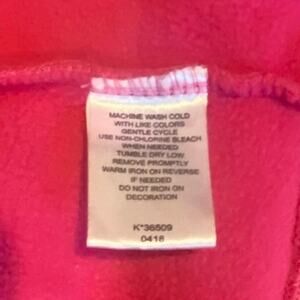 MACHINE WASH COLD
WITH LIKE COLORS
GENTLE CYCLE
USE NON-CHLORINE BLEACH
WHEN NEEDED
TUMBLE DRY LOW
REMOVE PROMPTLY
WARM IRON ON REVERSE
IF NEEDED
DO NOT IRON ON
DECORATION
K*36509
0416